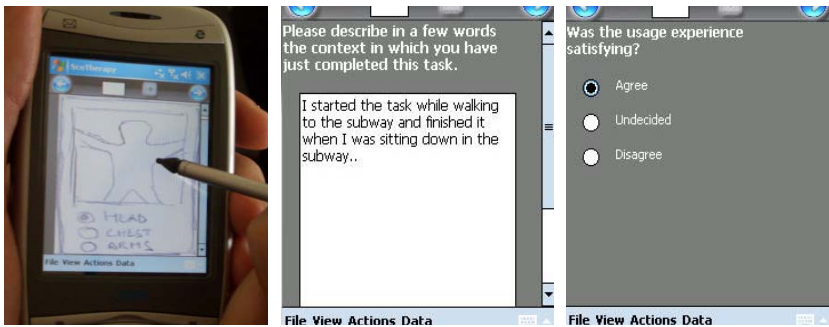 ScoTherapy
HEAD
CHEST
ARMS
File View Actions Data
Please describe in a few words
the context in which you have
just completed this task.
I started the task while walking
to the subway and finished it
when I was sitting down in the
subway..
File View Actions Data
Was the usage experience
satisfying?
Agree
Undecided
Disagree
File View Actions Data